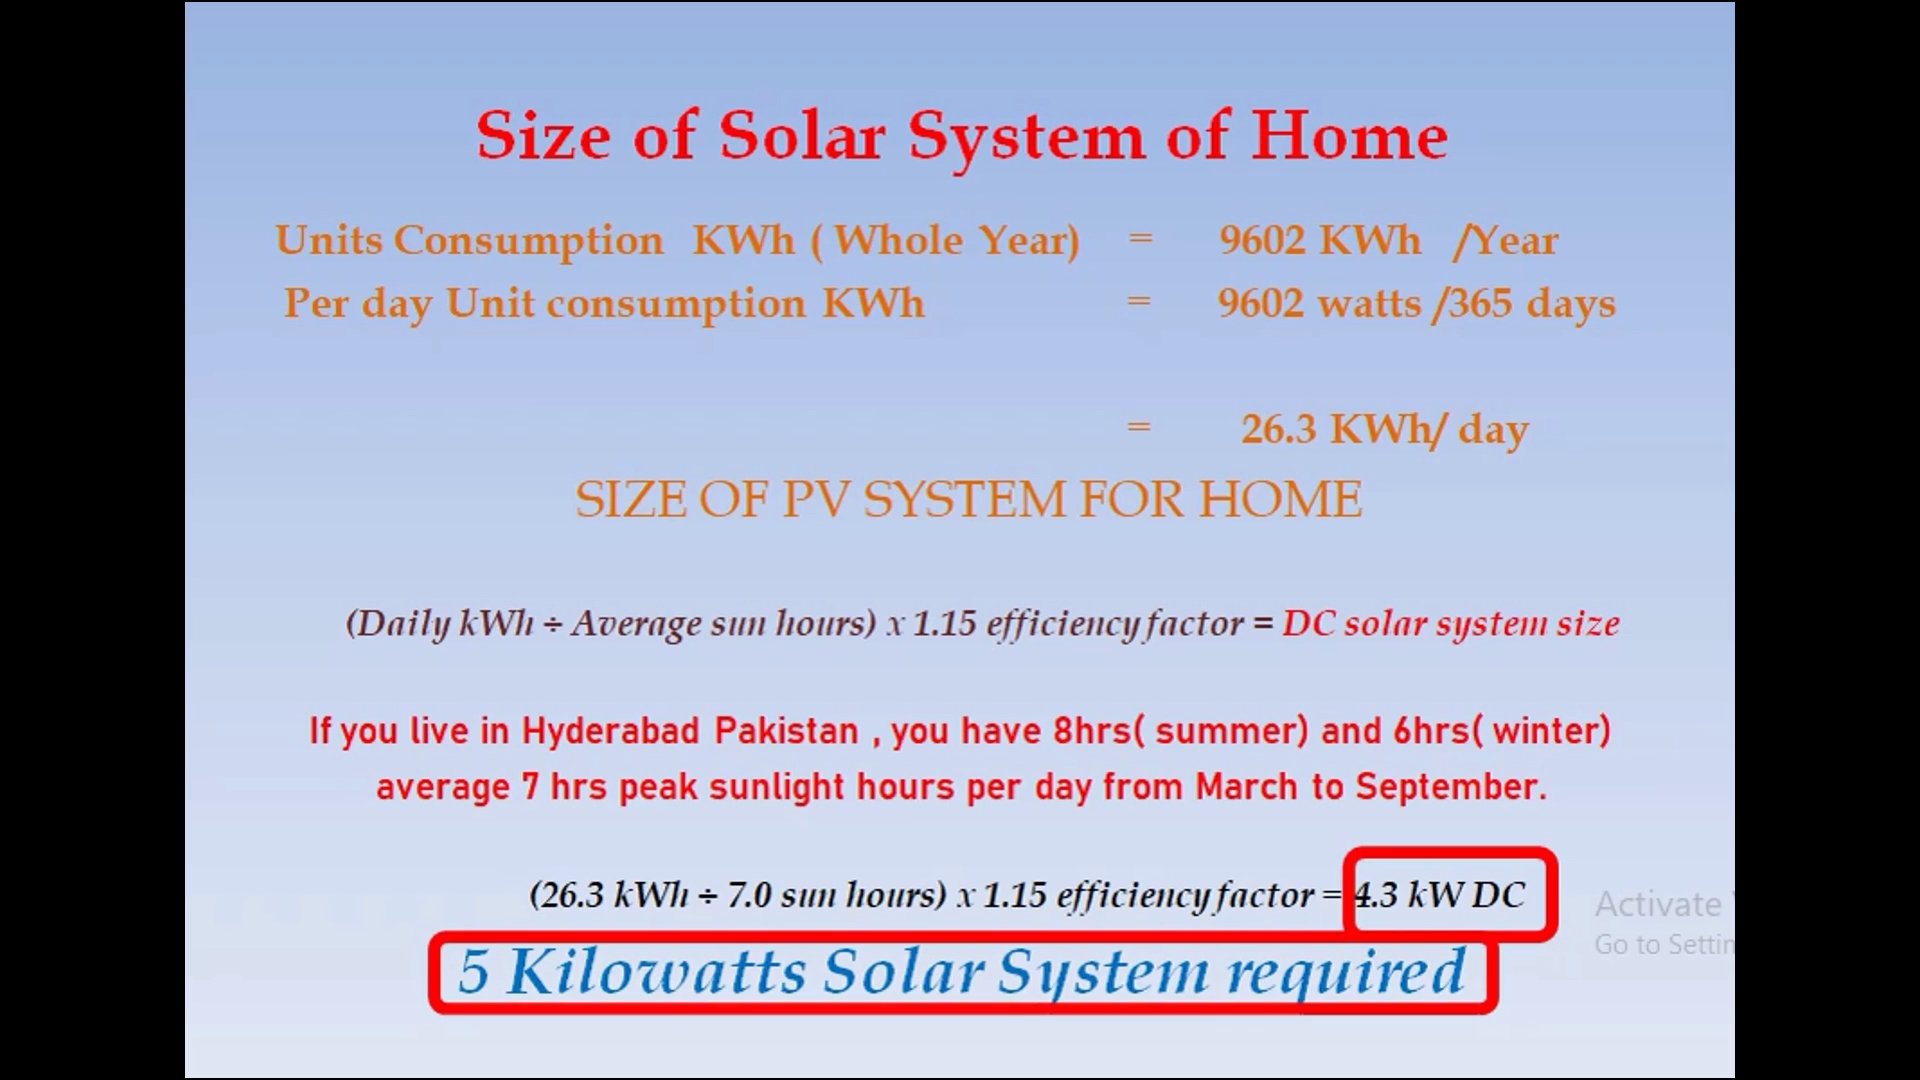 Size of Solar System of Home
Units Consumption KWh ( Whole Year) = 9602 KWh /Year
Per day Unit consumption KWh = 9602 watts /365 days
= 26.3 KWh/ day
SIZE OF PV SYSTEM FOR HOME
(Daily kWh ÷ Average sun hours) x 1.15 efficiency factor = DC solar system size
If you live in Hyderabad Pakistan , you have 8hrs( summer) and 6hrs( winter)
average 7 hrs peak sunlight hours per day from March to September.
(26.3 kWh ÷ 7.0 sun hours) x 1.15 efficiency factor = 4.3 kW DC
Activate
Go to Settin
5 Kilowatts Solar System required